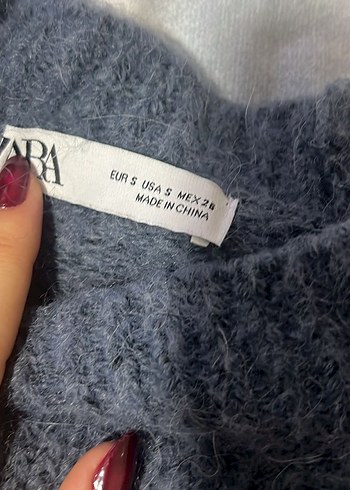 ZARA
EUR S USA S MEX 26
MADE IN CHINA